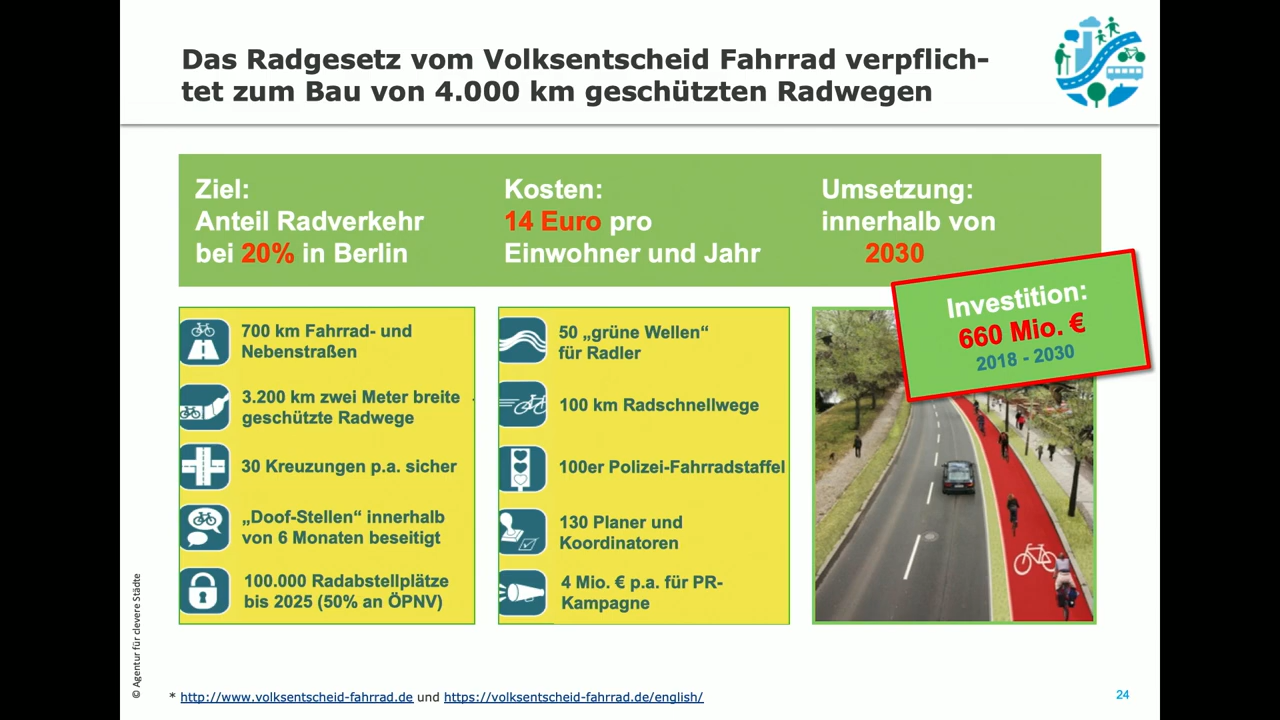 Das Radgesetz vom Volksentscheid Fahrrad verpflich-
tet zum Bau von 4.000 km geschützten Radwegen
Ziel:
Anteil Radverkehr
bei 20% in Berlin
Kosten:
14 Euro pro
Einwohner und Jahr
Umsetzung:
innerhalb von
2030
Investition:
660 Mio. €
2018 - 2030
700 km Fahrrad- und
Nebenstraßen
3.200 km zwei Meter breite
geschützte Radwege
30 Kreuzungen p.a. sicher
„Doof-Stellen“ innerhalb
von 6 Monaten beseitigt
100.000 Radabstellplätze
bis 2025 (50% an ÖPNV)
50 „grüne Wellen“
für Radler
100 km Radschnellwege
100er Polizei-Fahrradstaffel
130 Planer und
Koordinatoren
4 Mio. € p.a. für PR-
Kampagne
© Agentur für clevere Städte
* http://www.volksentscheid-fahrrad.de und https://volksentscheid-fahrrad.de/english/
24